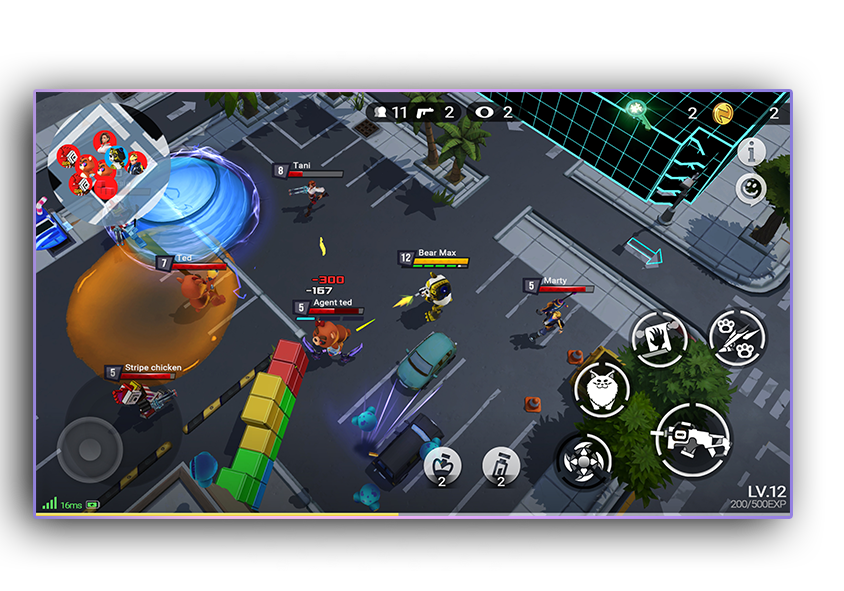 11 2 2 2 2
8 Tani
12 Bear Max
7 Ted
-300
-167
5 Marty
5 Agent ted
5 Stripe chicken
2 2
LV.12
200/500EXP
16ms